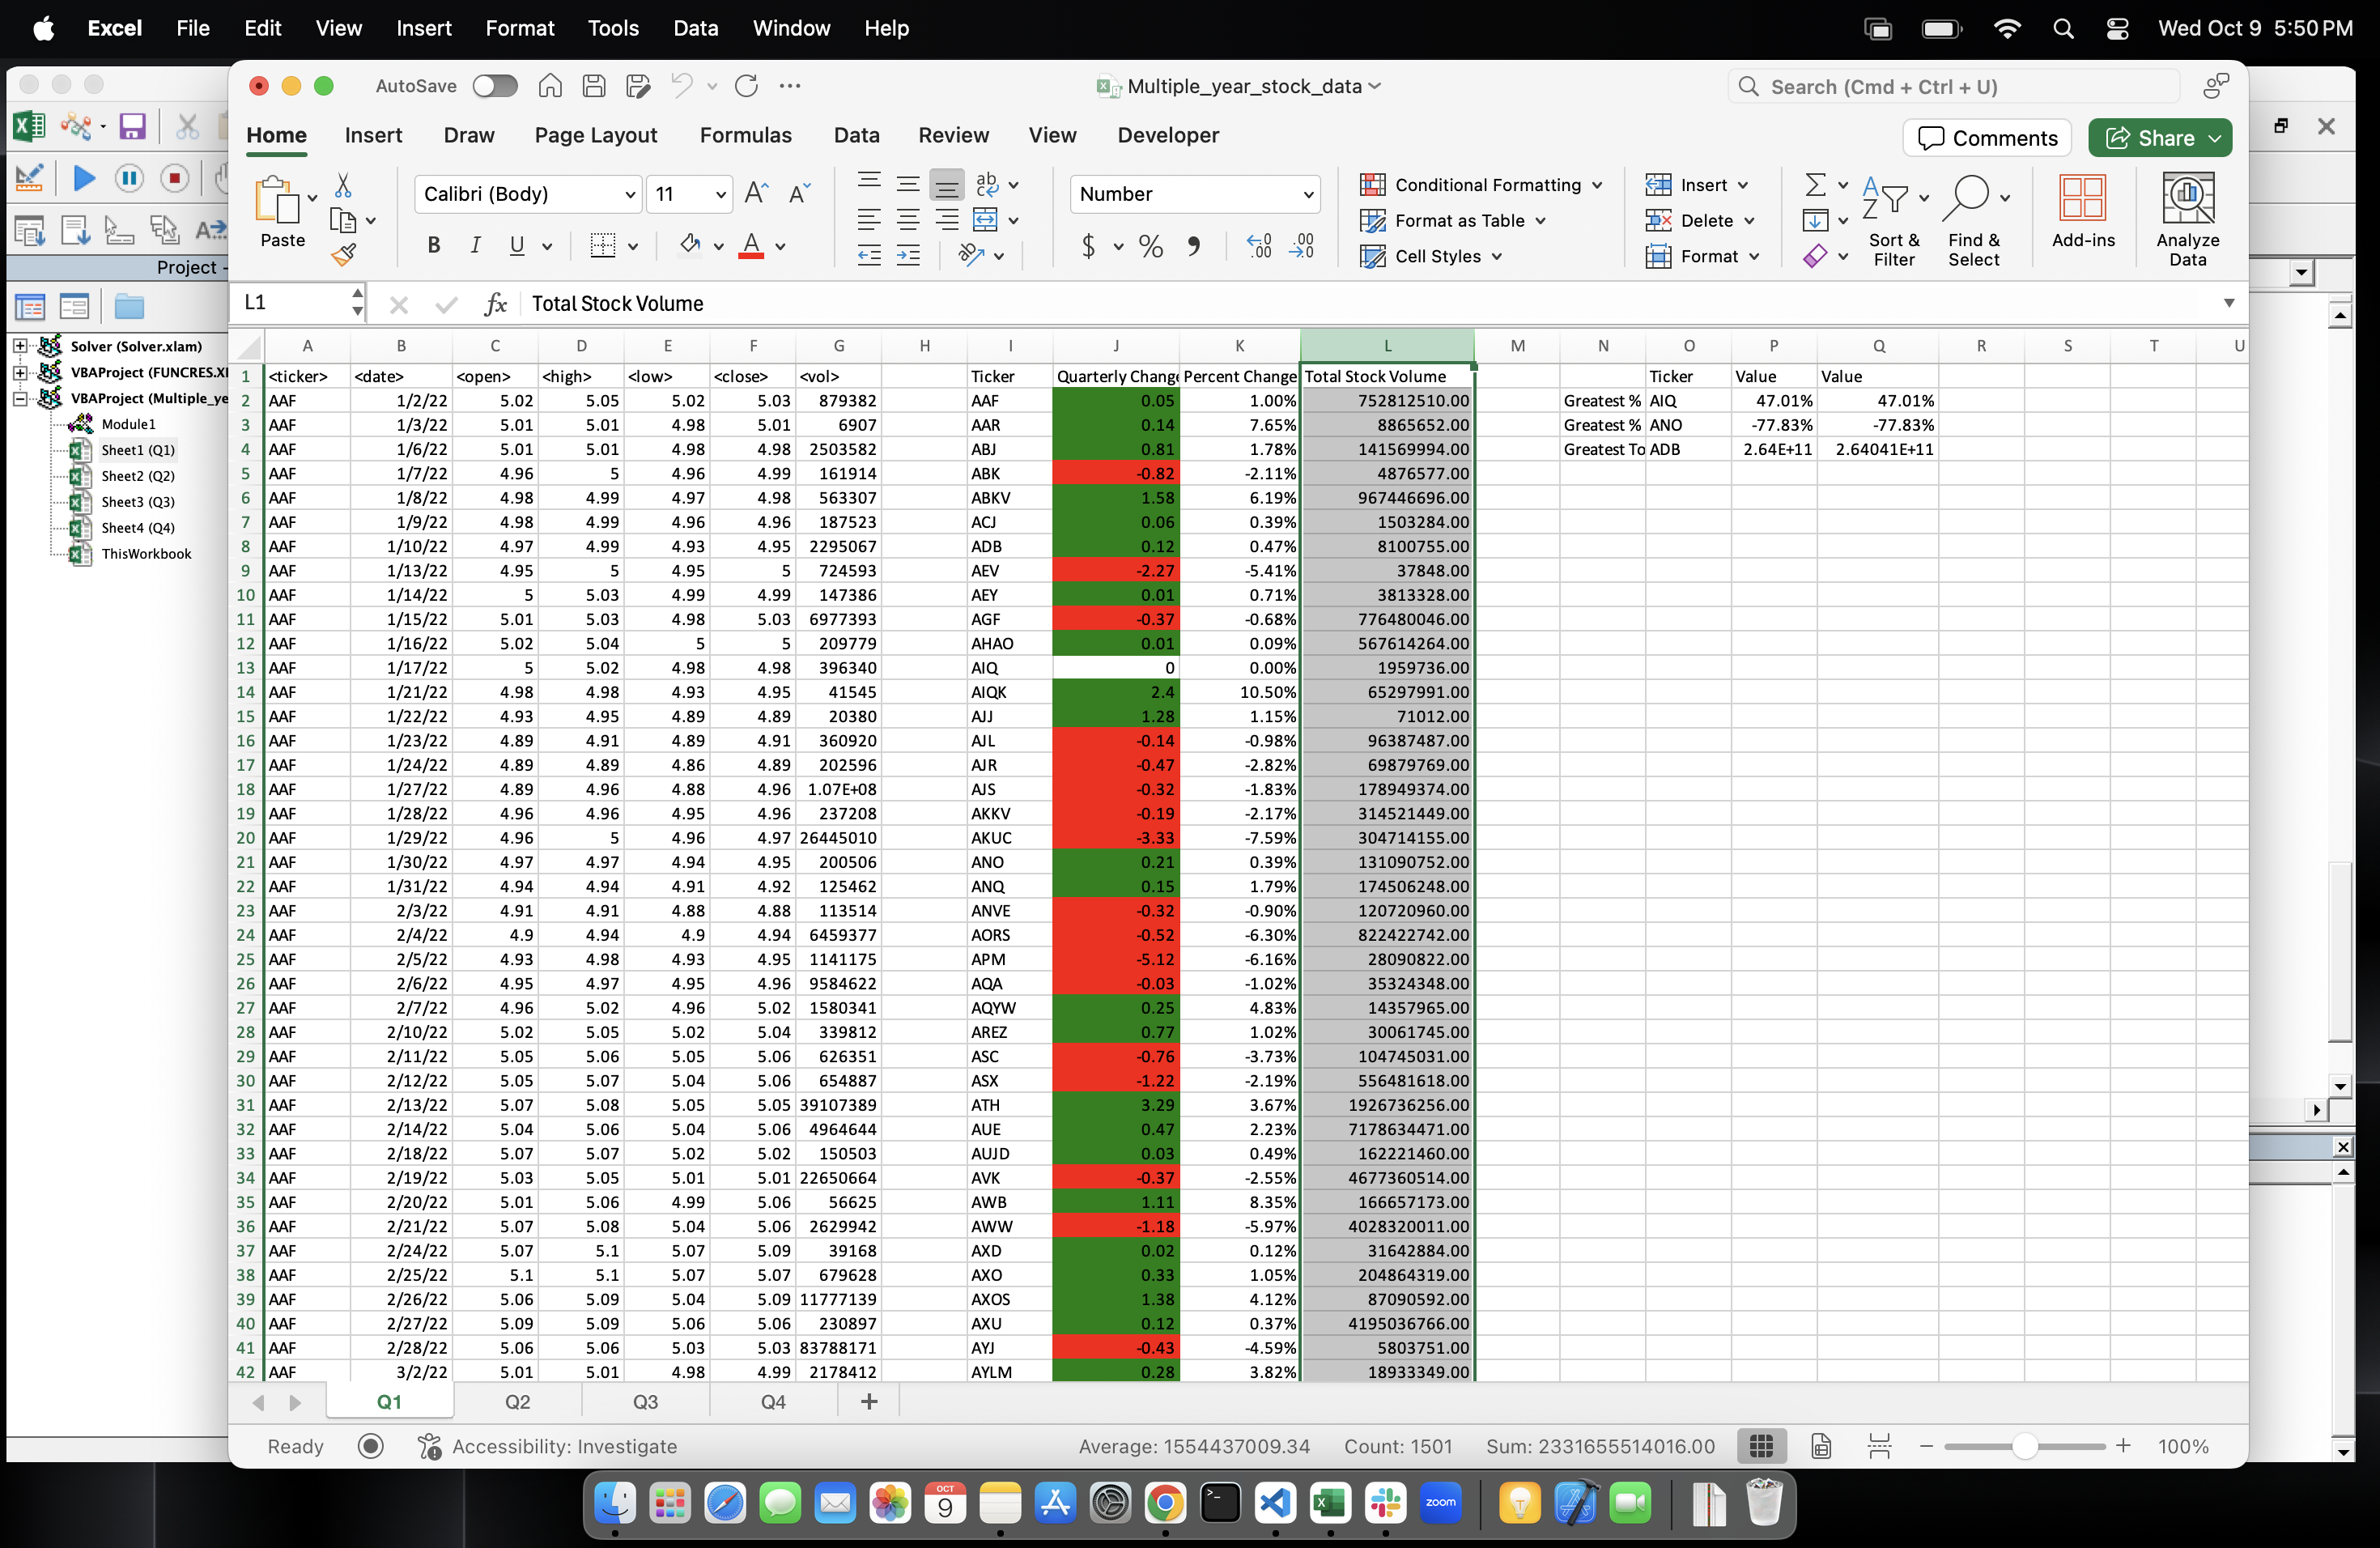 Excel File Edit View Insert Format Tools Data Window Help Wed Oct 9 5:50 PM
AutoSave Multiple_year_stock_data Search (Cmd + Ctrl + U)
Home Insert Draw Page Layout Formulas Data Review View Developer Comments Share
Paste Calibri (Body) 11 Number Conditional Formatting Insert
Format as Table Delete
Cell Styles Format
Sort & Filter Find & Select Add-ins Analyze Data
Project -
L1 fx Total Stock Volume
Solver (Solver.xlam)
VBAProject (FUNCRES.X
VBAProject (Multiple_ye
Module1
Sheet1 (Q1)
Sheet2 (Q2)
Sheet3 (Q3)
Sheet4 (Q4)
ThisWorkbook
A B C D E F G H I J K L M N O P Q R S T U
1 <ticker> <date> <open> <high> <low> <close> <vol> Ticker Quarterly Change Percent Change Total Stock Volume Ticker Value Value
2 AAF 1/2/22 5.02 5.05 5.02 5.03 879382 AAF 0.05 1.00% 752812510.00 Greatest % AIQ 47.01% 47.01%
3 AAF 1/3/22 5.01 5.01 4.98 5.01 6907 AAR 0.14 7.65% 8865652.00 Greatest % ANO -77.83% -77.83%
4 AAF 1/6/22 5.01 5.01 4.98 4.98 2503582 ABJ 0.81 1.78% 141569994.00 Greatest To ADB 2.64E+11 2.64041E+11
5 AAF 1/7/22 4.96 5 4.96 4.99 161914 ABK -0.82 -2.11% 4876577.00
6 AAF 1/8/22 4.98 4.99 4.97 4.98 563307 ABKV 1.58 6.19% 967446696.00
7 AAF 1/9/22 4.98 4.99 4.96 4.96 187523 ACJ 0.06 0.39% 1503284.00
8 AAF 1/10/22 4.97 4.99 4.93 4.95 2295067 ADB 0.12 0.47% 8100755.00
9 AAF 1/13/22 4.95 5 4.95 5 724593 AEV -2.27 -5.41% 37848.00
10 AAF 1/14/22 5 5.03 4.99 4.99 147386 AEY 0.01 0.71% 3813328.00
11 AAF 1/15/22 5.01 5.03 4.98 5.03 6977393 AGF -0.37 -0.68% 776480046.00
12 AAF 1/16/22 5.02 5.04 5 5 209779 AHAO 0.01 0.09% 567614264.00
13 AAF 1/17/22 5 5.02 4.98 4.98 396340 AIQ 0 0.00% 1959736.00
14 AAF 1/21/22 4.98 4.98 4.93 4.95 41545 AIQK 2.4 10.50% 65297991.00
15 AAF 1/22/22 4.93 4.95 4.89 4.89 20380 AJJ 1.28 1.15% 71012.00
16 AAF 1/23/22 4.89 4.91 4.89 4.91 360920 AJL -0.14 -0.98% 96387487.00
17 AAF 1/24/22 4.89 4.89 4.86 4.89 202596 AJR -0.47 -2.82% 69879769.00
18 AAF 1/27/22 4.89 4.96 4.88 4.96 1.07E+08 AJS -0.32 -1.83% 178949374.00
19 AAF 1/28/22 4.96 4.96 4.95 4.96 237208 AKKV -0.19 -2.17% 314521449.00
20 AAF 1/29/22 4.96 5 4.96 4.97 26445010 AKUC -3.33 -7.59% 304714155.00
21 AAF 1/30/22 4.97 4.97 4.94 4.95 200506 ANO 0.21 0.39% 131090752.00
22 AAF 1/31/22 4.94 4.94 4.91 4.92 125462 ANQ 0.15 1.79% 174506248.00
23 AAF 2/3/22 4.91 4.91 4.88 4.88 113514 ANVE -0.32 -0.90% 120720960.00
24 AAF 2/4/22 4.9 4.94 4.9 4.94 6459377 AORS -0.52 -6.30% 822422742.00
25 AAF 2/5/22 4.93 4.98 4.93 4.95 1141175 APM -5.12 -6.16% 28090822.00
26 AAF 2/6/22 4.95 4.97 4.95 4.96 9584622 AQA -0.03 -1.02% 35324348.00
27 AAF 2/7/22 4.96 5.02 4.96 5.02 1580341 AQYW 0.25 4.83% 14357965.00
28 AAF 2/10/22 5.02 5.05 5.02 5.04 339812 AREZ 0.77 1.02% 30061745.00
29 AAF 2/11/22 5.05 5.06 5.05 5.06 626351 ASC -0.76 -3.73% 104745031.00
30 AAF 2/12/22 5.05 5.07 5.04 5.06 654887 ASX -1.22 -2.19% 556481618.00
31 AAF 2/13/22 5.07 5.08 5.05 5.05 39107389 ATH 3.29 3.67% 1926736256.00
32 AAF 2/14/22 5.04 5.06 5.04 5.06 4964644 AUE 0.47 2.23% 7178634471.00
33 AAF 2/18/22 5.07 5.07 5.02 5.02 150503 AUJD 0.03 0.49% 162221460.00
34 AAF 2/19/22 5.03 5.05 5.01 5.01 22650664 AVK -0.37 -2.55% 4677360514.00
35 AAF 2/20/22 5.01 5.06 4.99 5.06 56625 AWB 1.11 8.35% 166657173.00
36 AAF 2/21/22 5.07 5.08 5.04 5.06 2629942 AWW -1.18 -5.97% 4028320011.00
37 AAF 2/24/22 5.07 5.1 5.07 5.09 39168 AXD 0.02 0.12% 31642884.00
38 AAF 2/25/22 5.1 5.1 5.07 5.07 679628 AXO 0.33 1.05% 204864319.00
39 AAF 2/26/22 5.06 5.09 5.04 5.09 11777139 AXOS 1.38 4.12% 87090592.00
40 AAF 2/27/22 5.09 5.09 5.06 5.06 230897 AXU 0.12 0.37% 4195036766.00
41 AAF 2/28/22 5.06 5.06 5.03 5.03 83788171 AYJ -0.43 -4.59% 5803751.00
42 AAF 3/2/22 5.01 5.01 4.98 4.99 2178412 AYLM 0.28 3.82% 18933349.00
Q1 Q2 Q3 Q4 +
Ready Accessibility: Investigate Average: 1554437009.34 Count: 1501 Sum: 2331655514016.00 100%
OCT 9 zoom